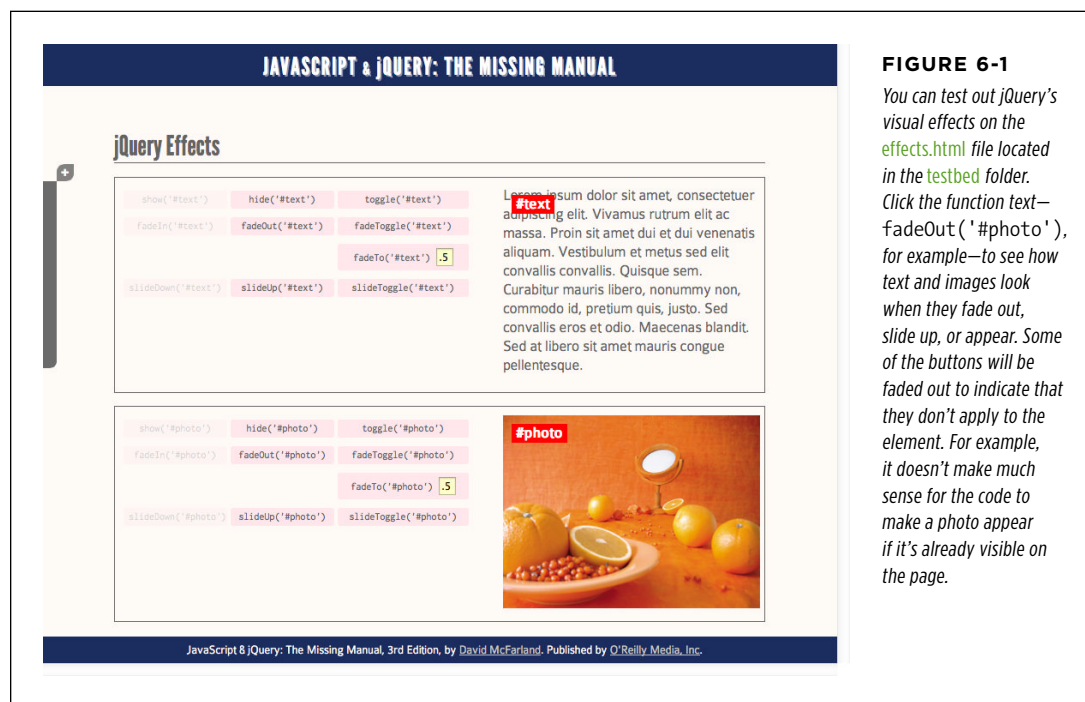 JAVASCRIPT & jQUERY: THE MISSING MANUAL
jQuery Effects
+
show('#text') hide('#text') toggle('#text')
fadeIn('#text') fadeOut('#text') fadeToggle('#text')
fadeTo('#text') .5
slideDown('#text') slideUp('#text') slideToggle('#text')
#text
Lorem ipsum dolor sit amet, consectetuer
adipiscing elit. Vivamus rutrum elit ac
massa. Proin sit amet dui et dui venenatis
aliquam. Vestibulum et metus sed elit
convallis convallis. Quisque sem.
Curabitur mauris libero, nonummy non,
commodo id, pretium quis, justo. Sed
convallis eros et odio. Maecenas blandit.
Sed at libero sit amet mauris congue
pellentesque.
show('#photo') hide('#photo') toggle('#photo')
fadeIn('#photo') fadeOut('#photo') fadeToggle('#photo')
fadeTo('#photo') .5
slideDown('#photo') slideUp('#photo') slideToggle('#photo')
#photo
JavaScript & jQuery: The Missing Manual, 3rd Edition, by David McFarland. Published by O'Reilly Media, Inc.
FIGURE 6-1
You can test out jQuery's
visual effects on the
effects.html file located
in the testbed folder.
Click the function text—
fadeOut('#photo'),
for example—to see how
text and images look
when they fade out,
slide up, or appear. Some
of the buttons will be
faded out to indicate that
they don't apply to the
element. For example,
it doesn't make much
sense for the code to
make a photo appear
if it's already visible on
the page.